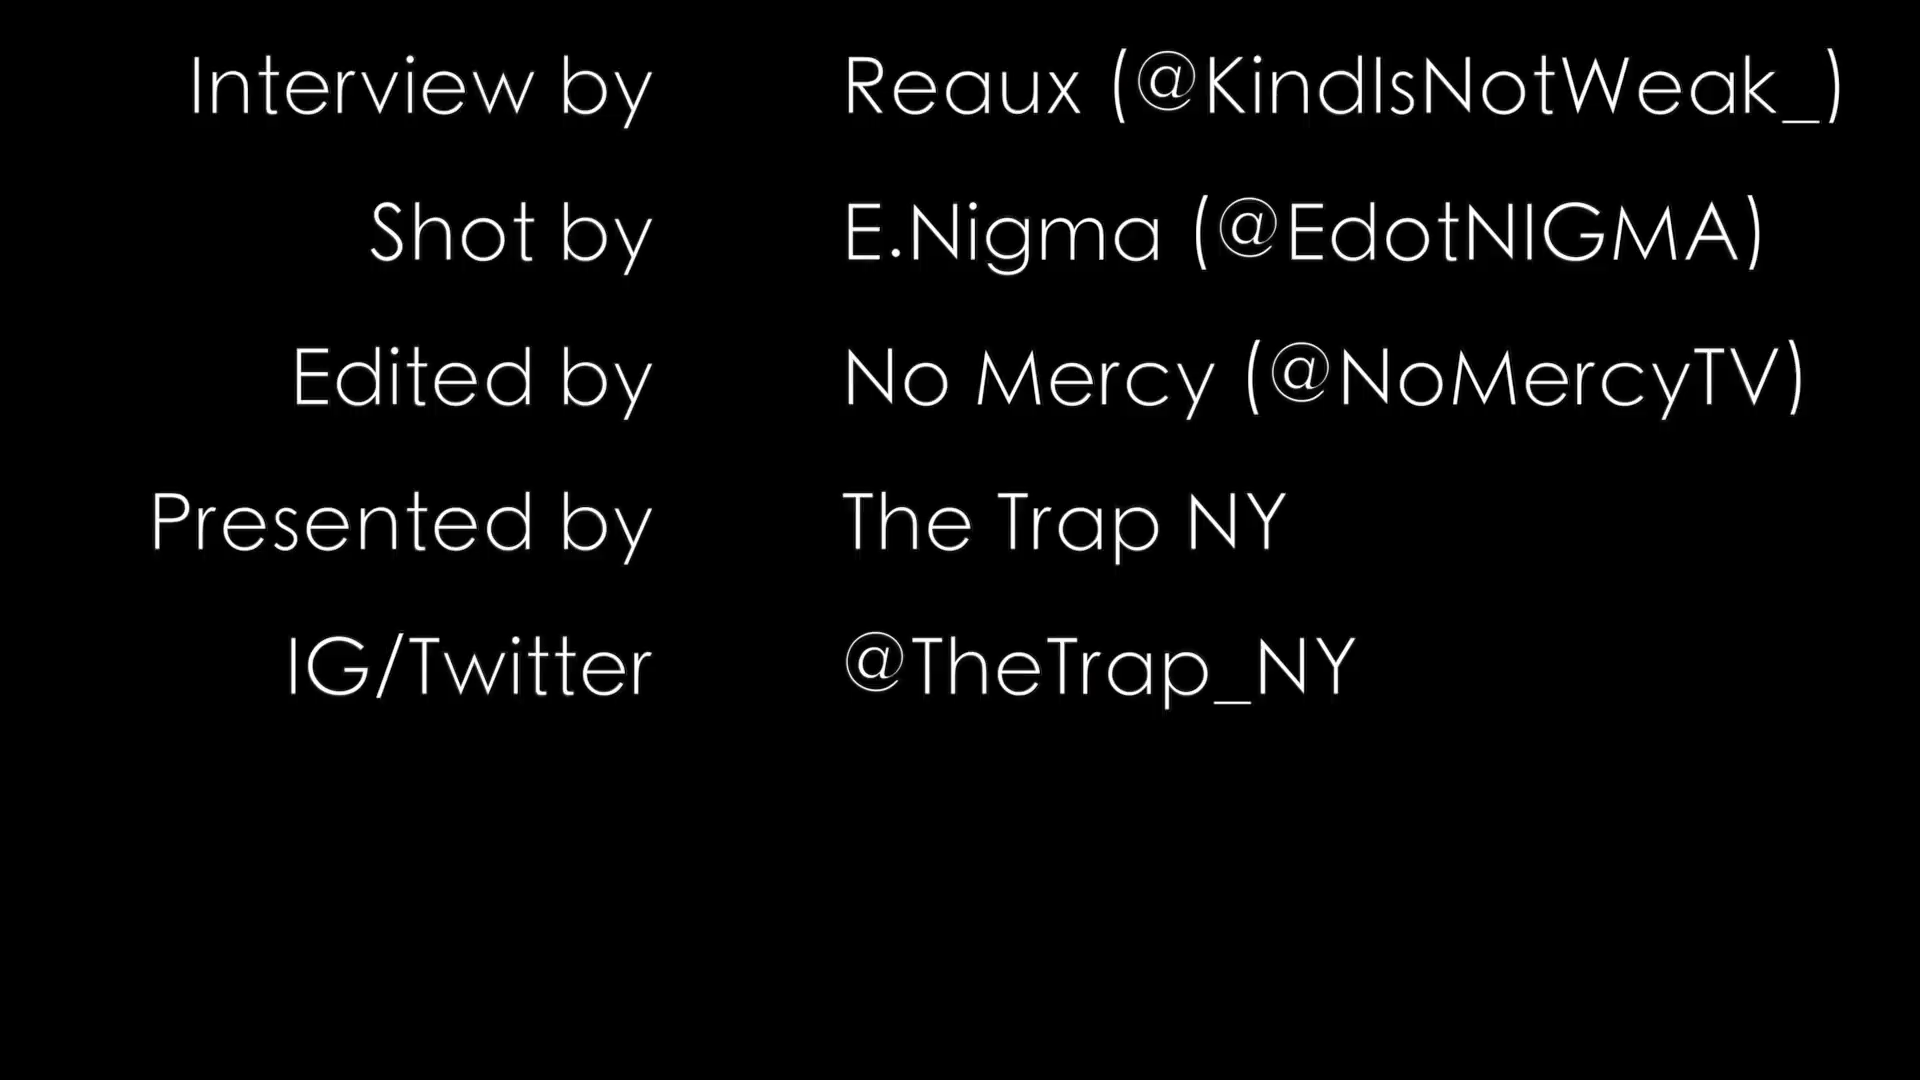 Interview by Reaux (@KindIsNotWeak_)
Shot by E.Nigma (@EdotNIGMA)
Edited by No Mercy (@NoMercyTV)
Presented by The Trap NY
IG/Twitter @TheTrap_NY